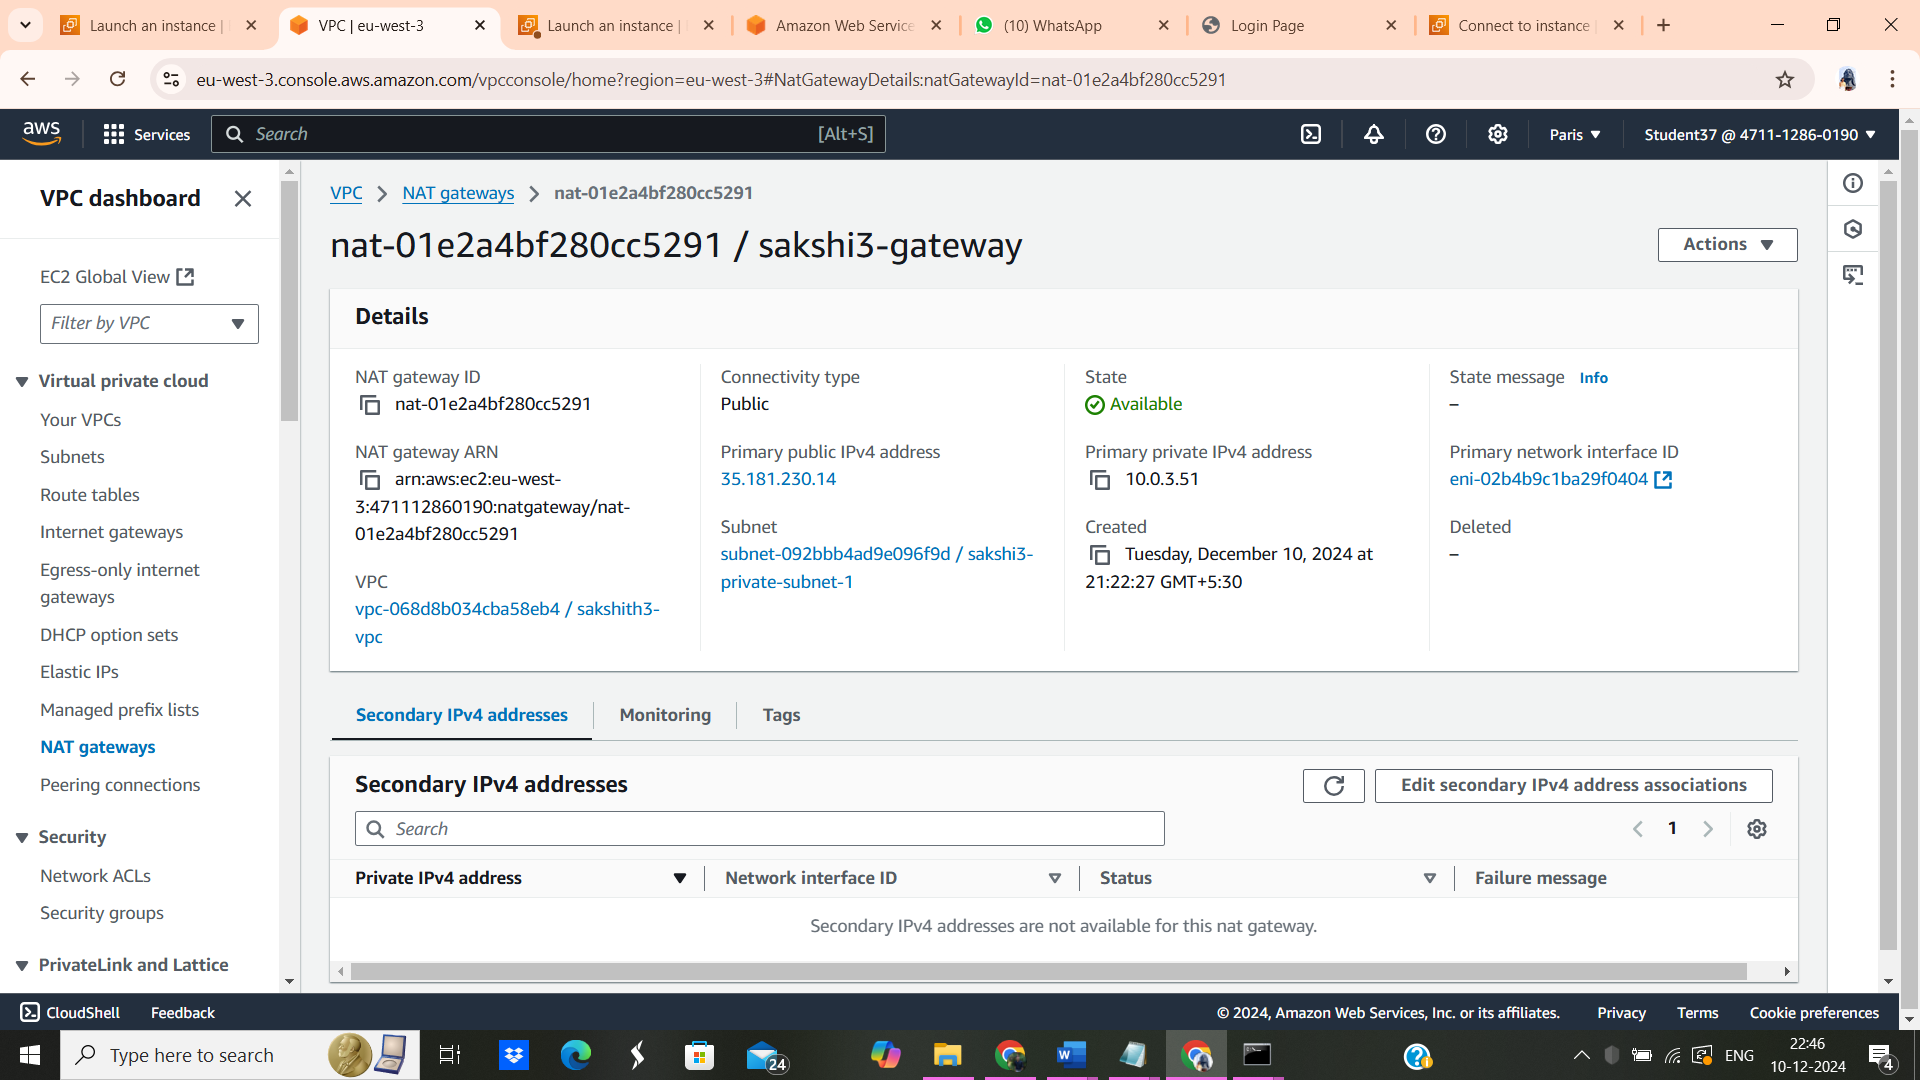 Launch an instance |
VPC | eu-west-3
Launch an instance |
Amazon Web Service
(10) WhatsApp
Login Page
Connect to instance
eu-west-3.console.aws.amazon.com/vpcconsole/home?region=eu-west-3#NatGatewayDetails:natGatewayId=nat-01e2a4bf280cc5291
aws
Services
Search
[Alt+S]
Paris
Student37 @ 4711-1286-0190
VPC dashboard
EC2 Global View
Filter by VPC
Virtual private cloud
Your VPCs
Subnets
Route tables
Internet gateways
Egress-only internet
gateways
DHCP option sets
Elastic IPs
Managed prefix lists
NAT gateways
Peering connections
Security
Network ACLs
Security groups
PrivateLink and Lattice
VPC
NAT gateways
nat-01e2a4bf280cc5291
nat-01e2a4bf280cc5291 / sakshi3-gateway
Actions
Details
NAT gateway ID
nat-01e2a4bf280cc5291
NAT gateway ARN
arn:aws:ec2:eu-west-
3:471112860190:natgateway/nat-
01e2a4bf280cc5291
VPC
vpc-068d8b034cba58eb4 / sakshith3-
vpc
Connectivity type
Public
Primary public IPv4 address
35.181.230.14
Subnet
subnet-092bbb4ad9e096f9d / sakshi3-
private-subnet-1
State
Available
Primary private IPv4 address
10.0.3.51
Created
Tuesday, December 10, 2024 at
21:22:27 GMT+5:30
State message Info
–
Primary network interface ID
eni-02b4b9c1ba29f0404
Deleted
–
Secondary IPv4 addresses
Monitoring
Tags
Secondary IPv4 addresses
Edit secondary IPv4 address associations
Search
1
Private IPv4 address
Network interface ID
Status
Failure message
Secondary IPv4 addresses are not available for this nat gateway.
CloudShell
Feedback
© 2024, Amazon Web Services, Inc. or its affiliates.
Privacy
Terms
Cookie preferences
Type here to search
24
ENG
22:46
10-12-2024
4